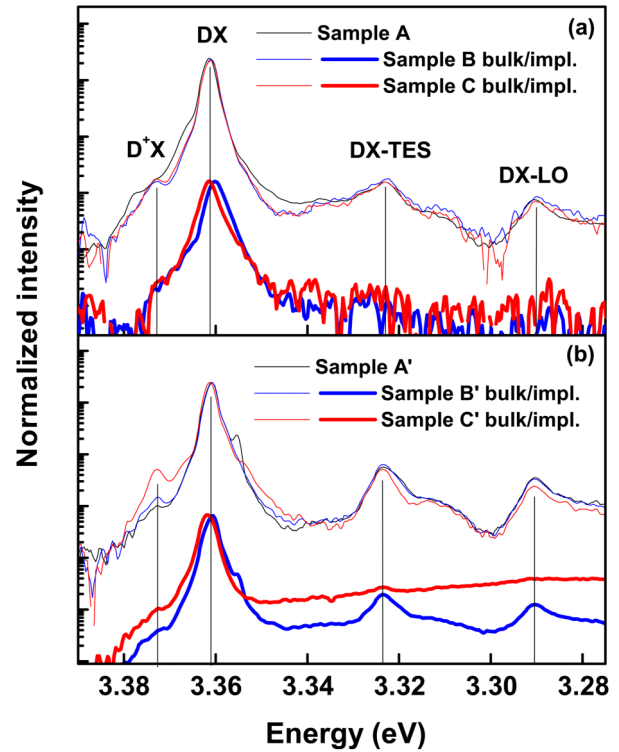 (a)
DX
Sample A
Sample B bulk/impl.
Sample C bulk/impl.
D⁺X
DX-TES
DX-LO
Normalized intensity
(b)
Sample A'
Sample B' bulk/impl.
Sample C' bulk/impl.
3.38 3.36 3.34 3.32 3.30 3.28
Energy (eV)